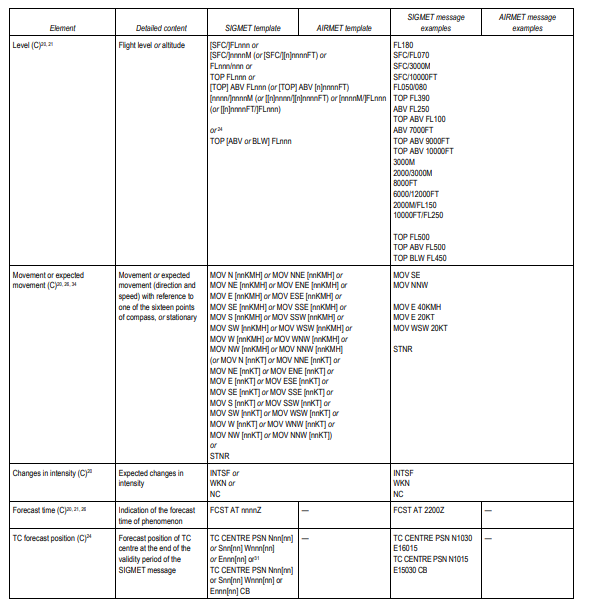 Element
Detailed content
SIGMET template
AIRMET template
SIGMET message
examples
AIRMET message
examples
Level (C)20, 21
Flight level or altitude
[SFC/]FLnnn or
[SFC/]nnnnM (or [SFC/][n]nnnnFT) or
FLnnn/nnn or
TOP FLnnn or
[TOP] ABV FLnnn (or [TOP] ABV [n]nnnnFT)
[nnnn/]nnnnM (or [[n]nnnn/][n]nnnnFT) or [nnnnM/]FLnnn
(or [[n]nnnnFT/]FLnnn)
or 24
TOP [ABV or BLW] FLnnn
FL180
SFC/FL070
SFC/3000M
SFC/10000FT
FL050/080
TOP FL390
ABV FL250
TOP ABV FL100
ABV 7000FT
TOP ABV 9000FT
TOP ABV 10000FT
3000M
2000/3000M
8000FT
6000/12000FT
2000M/FL150
10000FT/FL250
TOP FL500
TOP ABV FL500
TOP BLW FL450
Movement or expected
movement (C)20, 26, 34
Movement or expected
movement (direction and
speed) with reference to
one of the sixteen points
of compass, or stationary
MOV N [nnKMH] or MOV NNE [nnKMH] or
MOV NE [nnKMH] or MOV ENE [nnKMH] or
MOV E [nnKMH] or MOV ESE [nnKMH] or
MOV SE [nnKMH] or MOV SSE [nnKMH] or
MOV S [nnKMH] or MOV SSW [nnKMH] or
MOV SW [nnKMH] or MOV WSW [nnKMH] or
MOV W [nnKMH] or MOV WNW [nnKMH] or
MOV NW [nnKMH] or MOV NNW [nnKMH]
(or MOV N [nnKT] or MOV NNE [nnKT] or
MOV NE [nnKT] or MOV ENE [nnKT] or
MOV E [nnKT] or MOV ESE [nnKT] or
MOV SE [nnKT] or MOV SSE [nnKT] or
MOV S [nnKT] or MOV SSW [nnKT] or
MOV SW [nnKT] or MOV WSW [nnKT] or
MOV W [nnKT] or MOV WNW [nnKT] or
MOV NW [nnKT] or MOV NNW [nnKT])
or
STNR
MOV SE
MOV NNW
MOV E 40KMH
MOV E 20KT
MOV WSW 20KT
STNR
Changes in intensity (C)20
Expected changes in
intensity
INTSF or
WKN or
NC
INTSF
WKN
NC
Forecast time (C)20, 21, 26
Indication of the forecast
time of phenomenon
FCST AT nnnnZ
—
FCST AT 2200Z
—
TC forecast position (C)24
Forecast position of TC
centre at the end of the
validity period of the
SIGMET message
TC CENTRE PSN Nnn[nn]
or Snn[nn] Wnnn[nn]
or Ennn[nn] or31
TC CENTRE PSN Nnn[nn]
or Snn[nn] Wnnn[nn] or
Ennn[nn] CB
—
TC CENTRE PSN N1030
E16015
TC CENTRE PSN N1015
E15030 CB
—